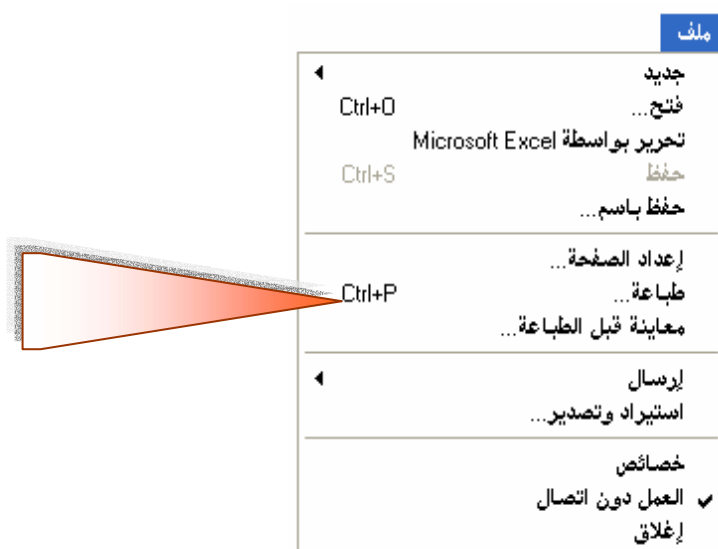 ملف
جديد
فتح... Ctrl+O
تحرير بواسطة Microsoft Excel
حفظ Ctrl+S
حفظ باسم...
إعداد الصفحة...
طباعة... Ctrl+P
معاينة قبل الطباعة...
إرسال
استيراد وتصدير...
خصائص
العمل دون اتصال
إغلاق